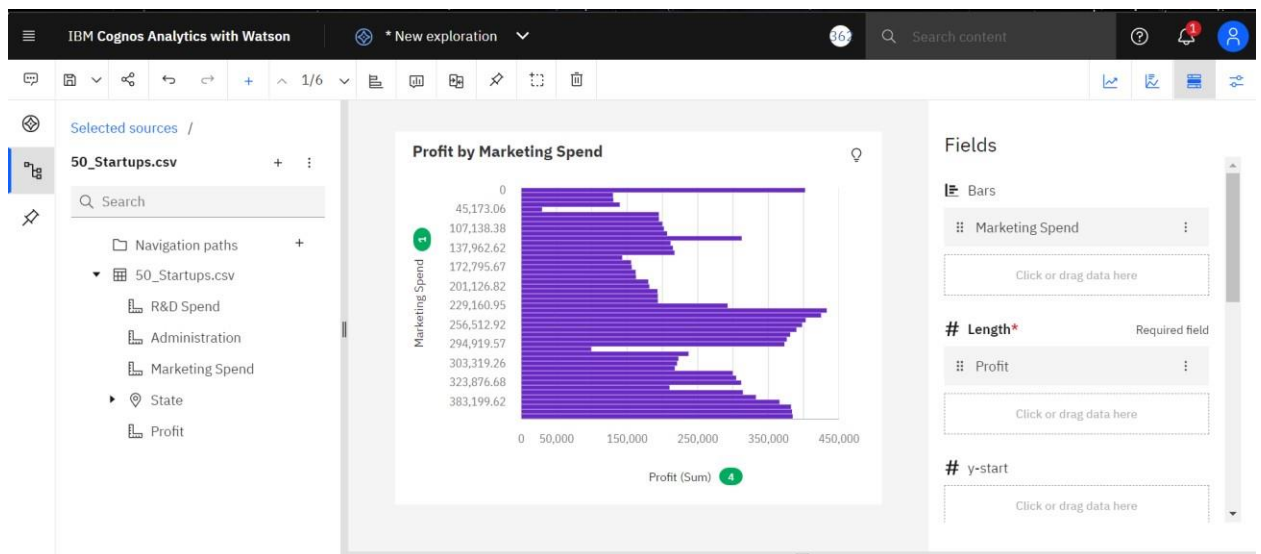 IBM Cognos Analytics with Watson
* New exploration
362
Search content
1
1/6
Selected sources /
50_Startups.csv
Search
Navigation paths
50_Startups.csv
R&D Spend
Administration
Marketing Spend
State
Profit
Profit by Marketing Spend
Marketing Spend 1
0
45,173.06
107,138.38
137,962.62
172,795.67
201,126.82
229,160.95
256,512.92
294,919.57
303,319.26
323,876.68
383,199.62
0 50,000 150,000 250,000 350,000 450,000
Profit (Sum) 4
Fields
Bars
Marketing Spend
Click or drag data here
# Length* Required field
Profit
Click or drag data here
# y-start
Click or drag data here